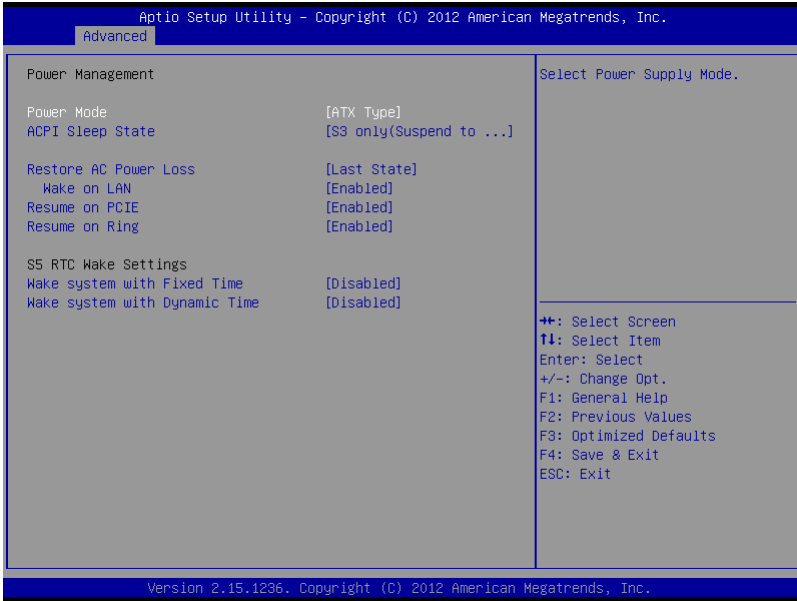 Aptio Setup Utility – Copyright (C) 2012 American Megatrends, Inc.
Advanced
Power Management
Power Mode [ATX Type]
ACPI Sleep State [S3 only(Suspend to ...]
Restore AC Power Loss [Last State]
Wake on LAN [Enabled]
Resume on PCIE [Enabled]
Resume on Ring [Enabled]
S5 RTC Wake Settings
Wake system with Fixed Time [Disabled]
Wake system with Dynamic Time [Disabled]
Select Power Supply Mode.
→←: Select Screen
↑↓: Select Item
Enter: Select
+/-: Change Opt.
F1: General Help
F2: Previous Values
F3: Optimized Defaults
F4: Save & Exit
ESC: Exit
Version 2.15.1236. Copyright (C) 2012 American Megatrends, Inc.